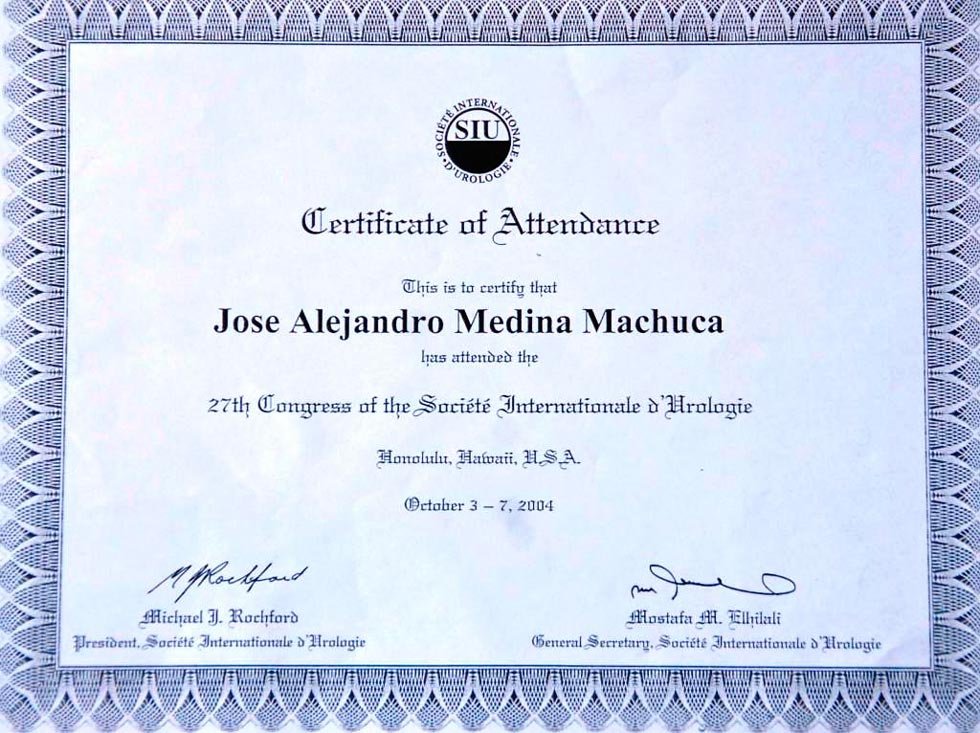 SOCIÉTÉ INTERNATIONALE
SIU
D'UROLOGIE
Certificate of Attendance
This is to certify that
Jose Alejandro Medina Machuca
has attended the
27th Congress of the Société Internationale d'Urologie
Honolulu, Hawaii, U.S.A.
October 3 – 7, 2004
M J Rochford
Michael J. Rochford
President, Société Internationale d'Urologie
Mostafa M. Elhilali
General Secretary, Société Internationale d'Urologie